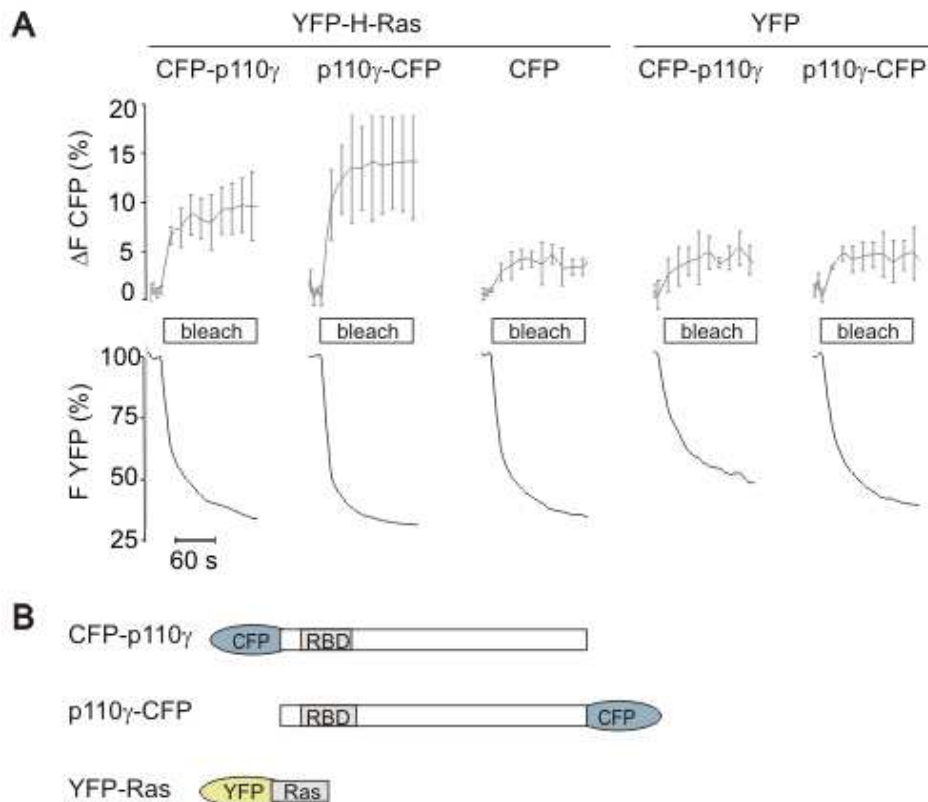 A
YFP-H-Ras YFP
CFP-p110γ p110γ-CFP CFP CFP-p110γ p110γ-CFP
ΔF CFP (%)
20
15
10
5
0
bleach bleach bleach bleach bleach
F YFP (%)
100
75
50
25
60 s
B
CFP-p110γ CFP RBD
p110γ-CFP RBD CFP
YFP-Ras YFP Ras